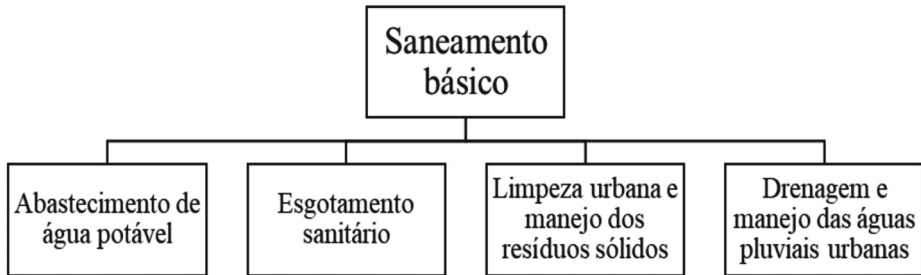 Saneamento
básico
Abastecimento de
água potável
Esgotamento
sanitário
Limpeza urbana e
manejo dos
resíduos sólidos
Drenagem e
manejo das águas
pluviais urbanas